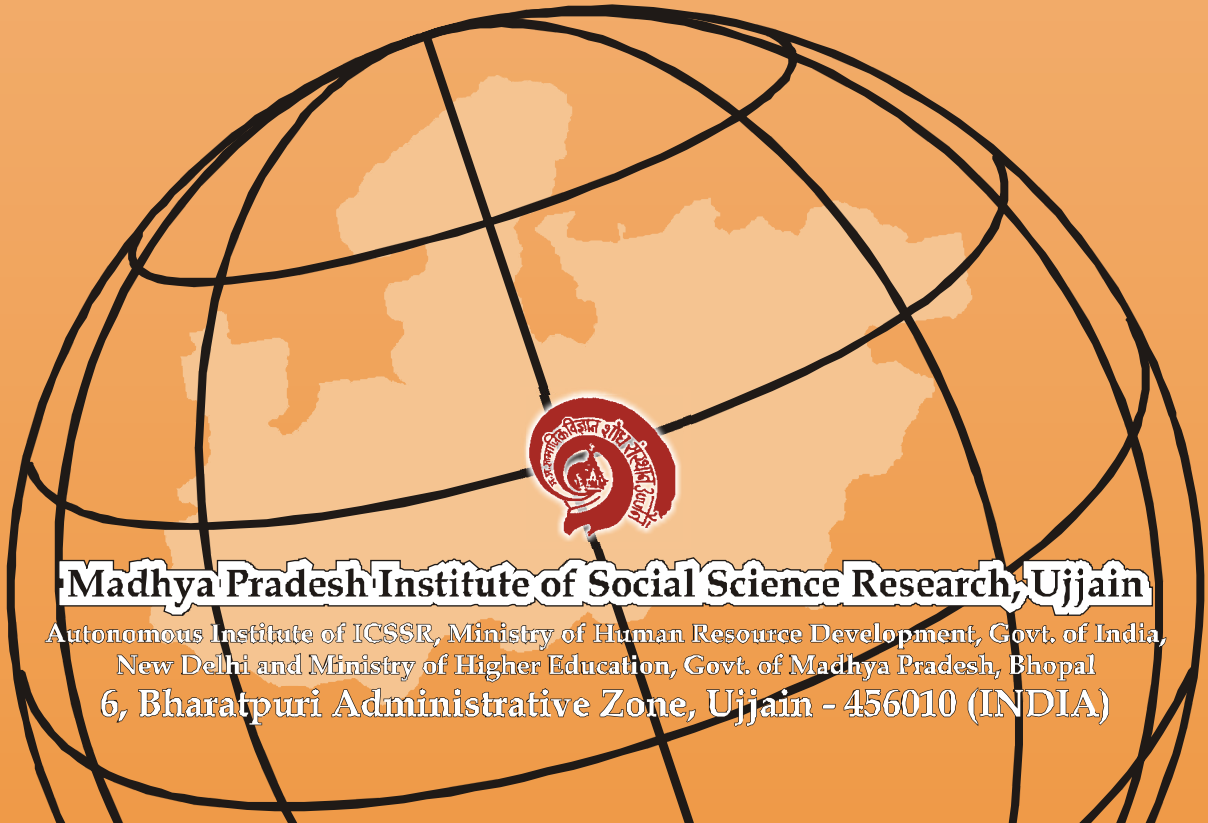 म.प्र.सामाजिक विज्ञान शोध संस्थान उज्जैन
Madhya Pradesh Institute of Social Science Research, Ujjain
Autonomous Institute of ICSSR, Ministry of Human Resource Development, Govt. of India,
New Delhi and Ministry of Higher Education, Govt. of Madhya Pradesh, Bhopal
6, Bharatpuri Administrative Zone, Ujjain - 456010 (INDIA)